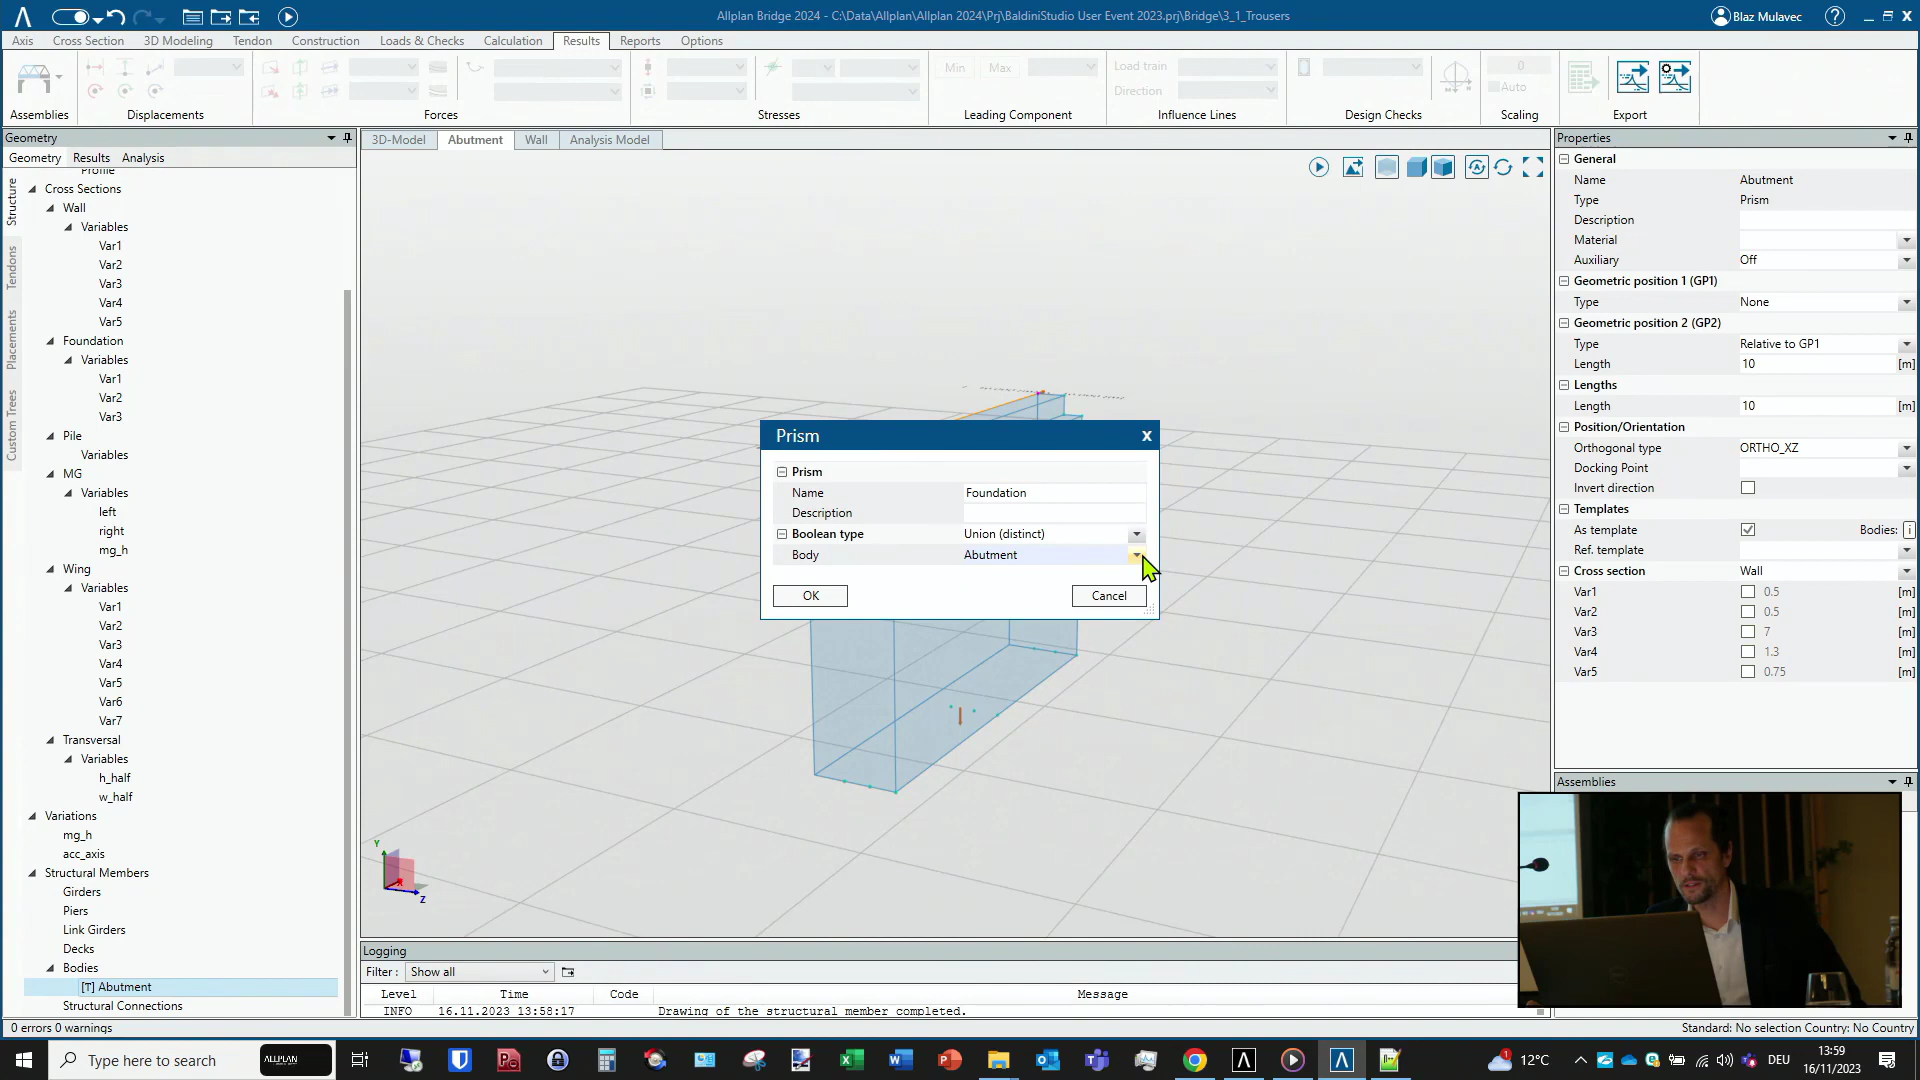 Allplan Bridge 2024 - C:\Data\Allplan\Allplan 2024\Prj\BaldiniStudio User Event 2023.prj\Bridge\3_1_Trousers
Blaz Mulavec
Axis Cross Section 3D Modeling Tendon Construction Loads & Checks Calculation Results Reports Options
Min Max
Load train
Direction
0
Auto
Assemblies Displacements Forces Stresses Leading Component Influence Lines Design Checks Scaling Export
Geometry
Geometry Results Analysis
Structure
Tendons
Placements
Custom Trees
Profile
Cross Sections
Wall
Variables
Var1
Var2
Var3
Var4
Var5
Foundation
Variables
Var1
Var2
Var3
Pile
Variables
MG
Variables
left
right
mg_h
Wing
Variables
Var1
Var2
Var3
Var4
Var5
Var6
Var7
Transversal
Variables
h_half
w_half
Variations
mg_h
acc_axis
Structural Members
Girders
Piers
Link Girders
Decks
Bodies
[T] Abutment
Structural Connections
3D-Model Abutment Wall Analysis Model
Prism
X
Prism
Name Foundation
Description
Boolean type Union (distinct)
Body Abutment
OK Cancel
Y
X
Z
Logging
Filter : Show all
Level Time Code Message
INFO 16.11.2023 13:58:17 Drawing of the structural member completed.
Properties
General
Name Abutment
Type Prism
Description
Material
Auxiliary Off
Geometric position 1 (GP1)
Type None
Geometric position 2 (GP2)
Type Relative to GP1
Length 10 [m]
Lengths
Length 10 [m]
Position/Orientation
Orthogonal type ORTHO_XZ
Docking Point
Invert direction
Templates
As template Bodies: i
Ref. template
Cross section Wall
Var1 0.5 [m]
Var2 0.5 [m]
Var3 7 [m]
Var4 1.3 [m]
Var5 0.75 [m]
Assemblies
0 errors 0 warnings
Standard: No selection Country: No Country
Type here to search
ALLPLAN
12°C
DEU
13:59
16/11/2023